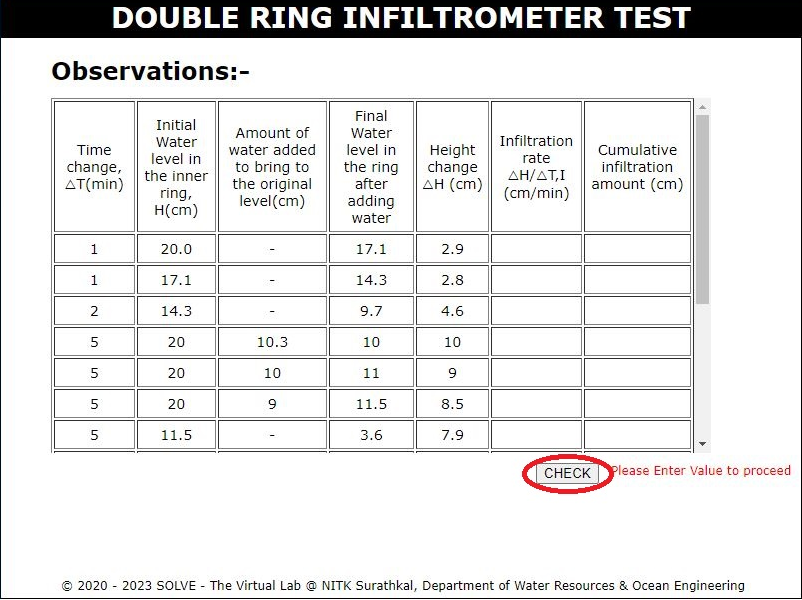 DOUBLE RING INFILTROMETER TEST
Observations:-
Time
change,
△T(min)
Initial
Water
level in
the inner
ring,
H(cm)
Amount of
water added
to bring to
the original
level(cm)
Final
Water
level in
the ring
after
adding
water
Height
change
△H (cm)
Infiltration
rate
△H/△T,I
(cm/min)
Cumulative
infiltration
amount (cm)
1 20.0 - 17.1 2.9
1 17.1 - 14.3 2.8
2 14.3 - 9.7 4.6
5 20 10.3 10 10
5 20 10 11 9
5 20 9 11.5 8.5
5 11.5 - 3.6 7.9
CHECK Please Enter Value to proceed
© 2020 - 2023 SOLVE - The Virtual Lab @ NITK Surathkal, Department of Water Resources & Ocean Engineering